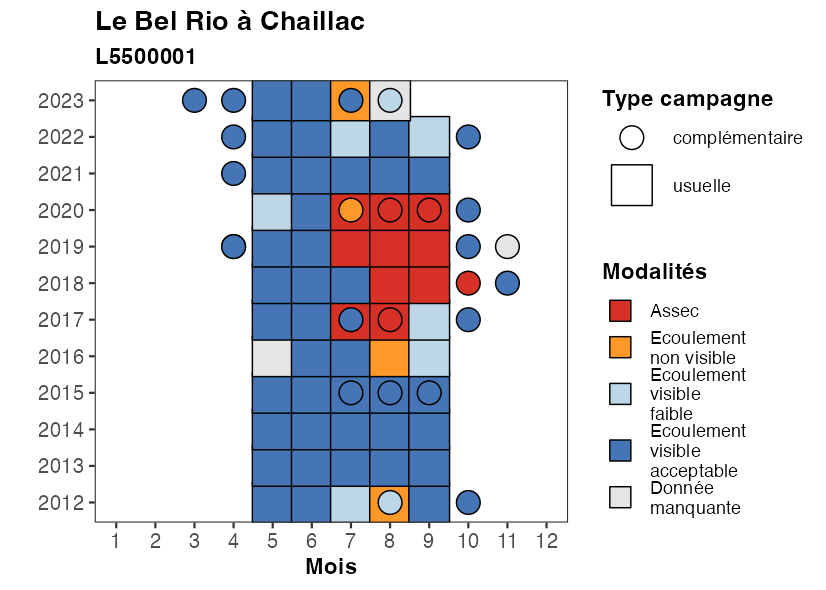 Le Bel Rio à Chaillac
L5500001
2023
2022
2021
2020
2019
2018
2017
2016
2015
2014
2013
2012
1 2 3 4 5 6 7 8 9 10 11 12
Mois
Type campagne
complémentaire
usuelle
Modalités
Assec
Ecoulement
non visible
Ecoulement
visible
faible
Ecoulement
visible
acceptable
Donnée
manquante